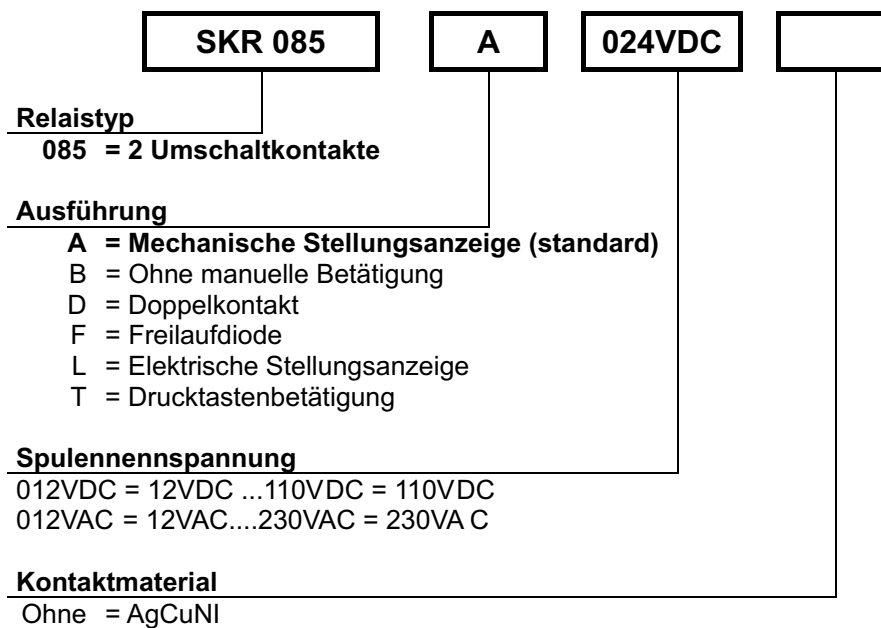 SKR 085 A 024VDC
Relaistyp
085 = 2 Umschaltkontakte
Ausführung
A = Mechanische Stellungsanzeige (standard)
B = Ohne manuelle Betätigung
D = Doppelkontakt
F = Freilaufdiode
L = Elektrische Stellungsanzeige
T = Drucktastenbetätigung
Spulennennspannung
012VDC = 12VDC ...110VDC = 110VDC
012VAC = 12VAC....230VAC = 230VA C
Kontaktmaterial
Ohne = AgCuNI